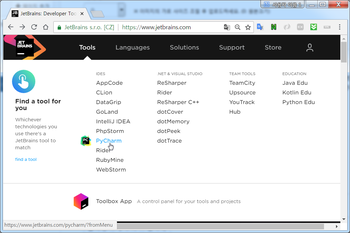 JetBrains: Developer Too
JetBrains s.r.o. [CZ] https://www.jetbrains.com
JET
BRAINS
Tools Languages Solutions Support Store
Find a tool for
you
Whichever
technologies you
use there's a
JetBrains tool to
match
find a tool
IDES
AppCode
CLion
DataGrip
GoLand
IntelliJ IDEA
PhpStorm
PyCharm
Rider
RubyMine
WebStorm
.NET & VISUAL STUDIO
ReSharper
Rider
ReSharper C++
dotCover
dotMemory
dotPeek
dotTrace
TEAM TOOLS
TeamCity
Upsource
YouTrack
Hub
EDUCATION
Java Edu
Kotlin Edu
Python Edu
Toolbox App A control panel for your tools and projects
https://www.jetbrains.com/pycharm/?fromMenu